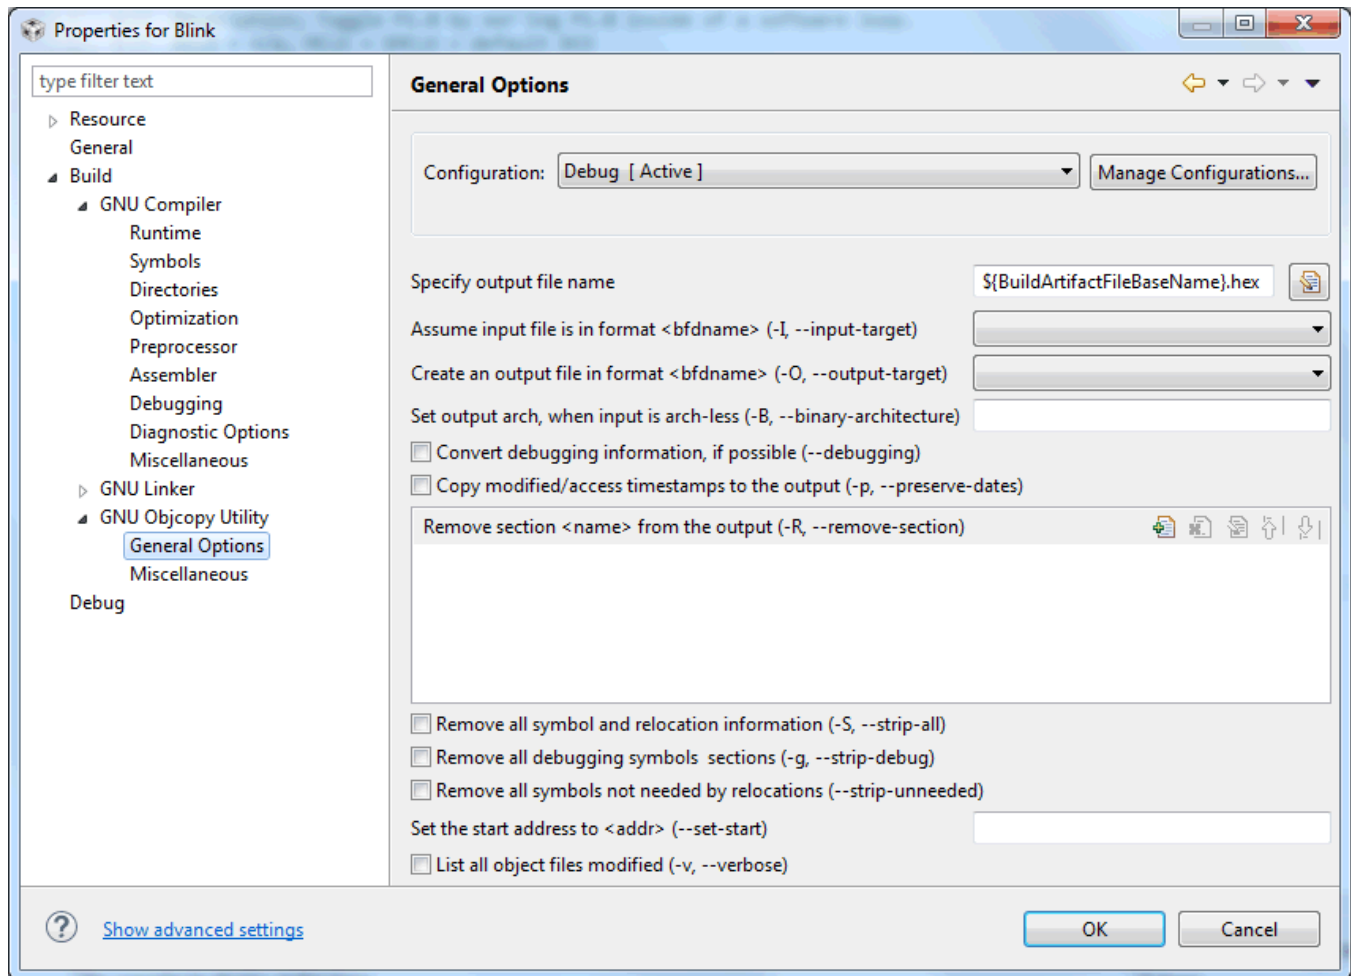 Properties for Blink
type filter text
Resource
General
Build
GNU Compiler
Runtime
Symbols
Directories
Optimization
Preprocessor
Assembler
Debugging
Diagnostic Options
Miscellaneous
GNU Linker
GNU Objcopy Utility
General Options
Miscellaneous
Debug
General Options
Configuration: Debug [ Active ] Manage Configurations...
Specify output file name ${BuildArtifactFileBaseName}.hex
Assume input file is in format <bfdname> (-I, --input-target)
Create an output file in format <bfdname> (-O, --output-target)
Set output arch, when input is arch-less (-B, --binary-architecture)
Convert debugging information, if possible (--debugging)
Copy modified/access timestamps to the output (-p, --preserve-dates)
Remove section <name> from the output (-R, --remove-section)
Remove all symbol and relocation information (-S, --strip-all)
Remove all debugging symbols  sections (-g, --strip-debug)
Remove all symbols not needed by relocations (--strip-unneeded)
Set the start address to <addr> (--set-start)
List all object files modified (-v, --verbose)
Show advanced settings
OK Cancel